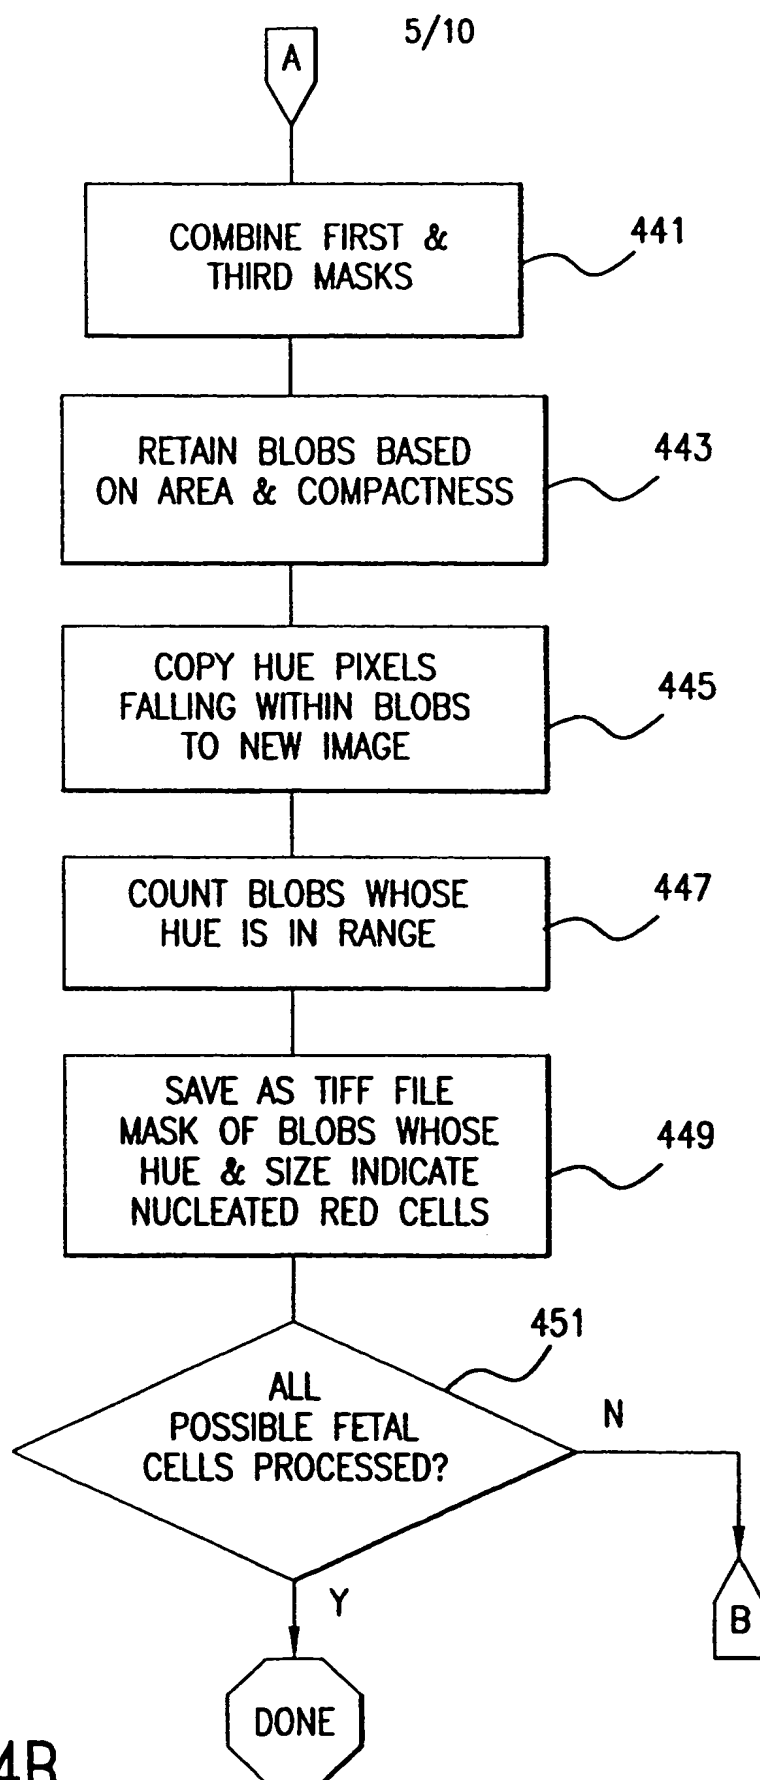 5/10
A
COMBINE FIRST &
THIRD MASKS
441
RETAIN BLOBS BASED
ON AREA & COMPACTNESS
443
COPY HUE PIXELS
FALLING WITHIN BLOBS
TO NEW IMAGE
445
COUNT BLOBS WHOSE
HUE IS IN RANGE
447
SAVE AS TIFF FILE
MASK OF BLOBS WHOSE
HUE & SIZE INDICATE
NUCLEATED RED CELLS
449
451
ALL
POSSIBLE FETAL
CELLS PROCESSED?
N
Y
B
DONE
4B